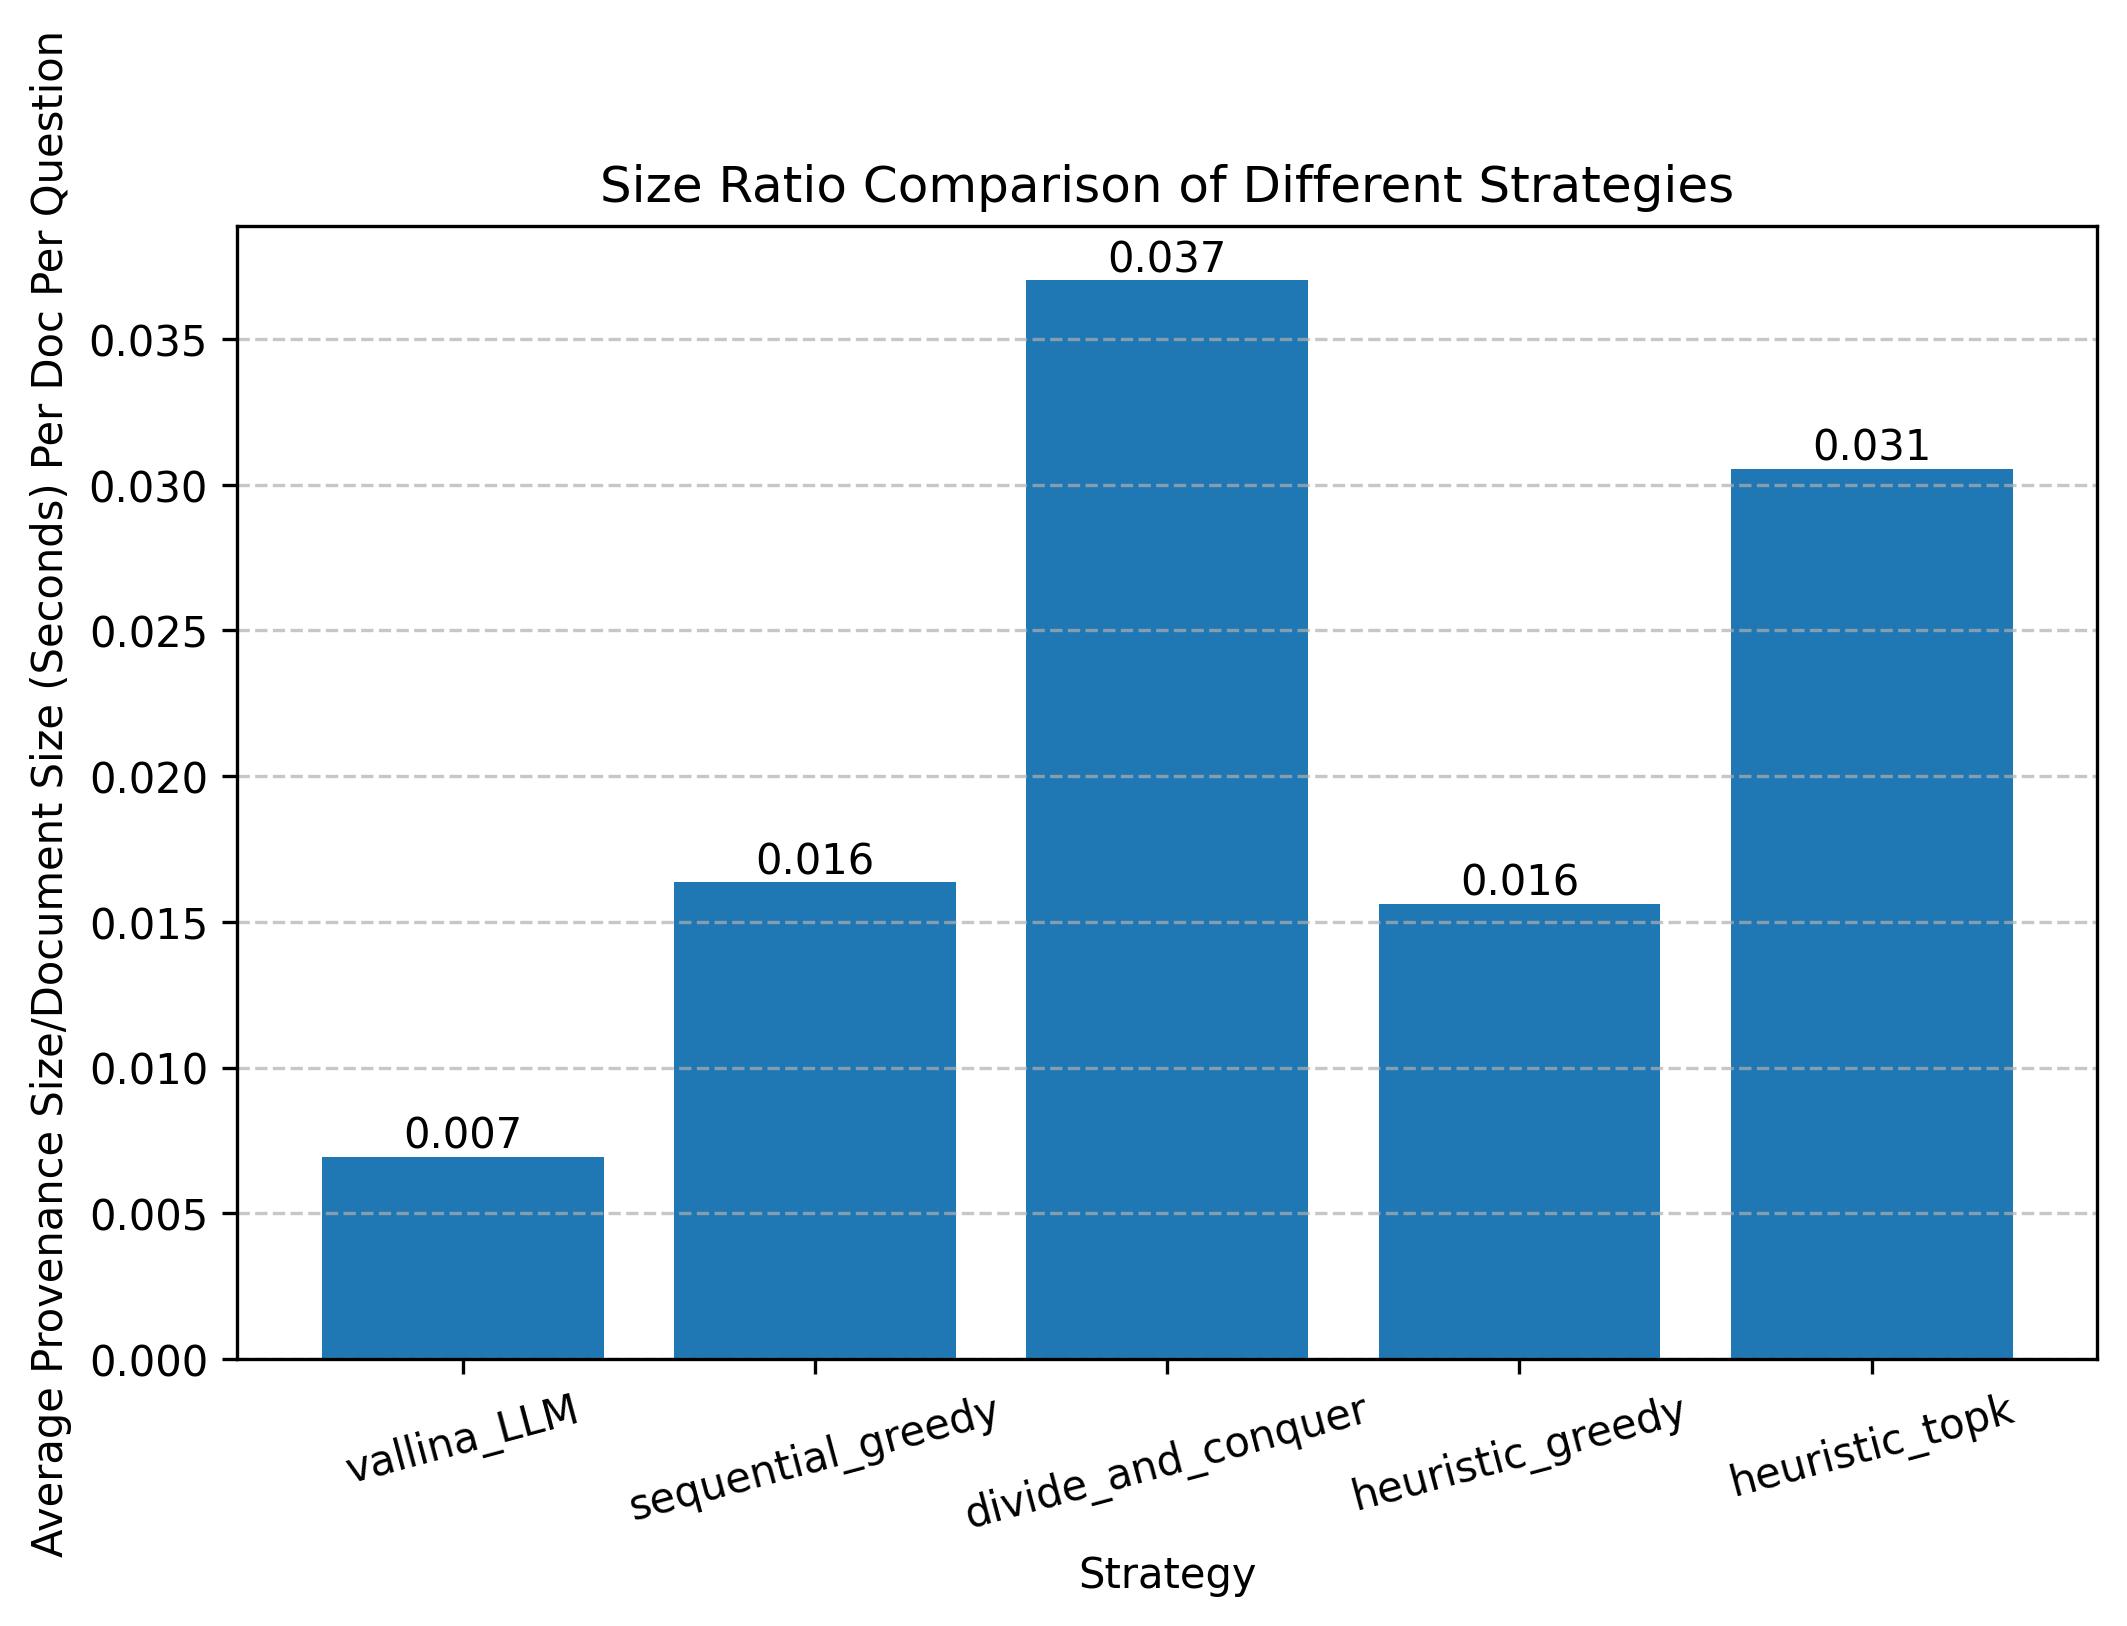 Size Ratio Comparison of Different Strategies
Average Provenance Size/Document Size (Seconds) Per Doc Per Question
0.035
0.030
0.025
0.020
0.015
0.010
0.005
0.000
0.007
0.016
0.037
0.016
0.031
vallina_LLM
sequential_greedy
divide_and_conquer
heuristic_greedy
heuristic_topk
Strategy